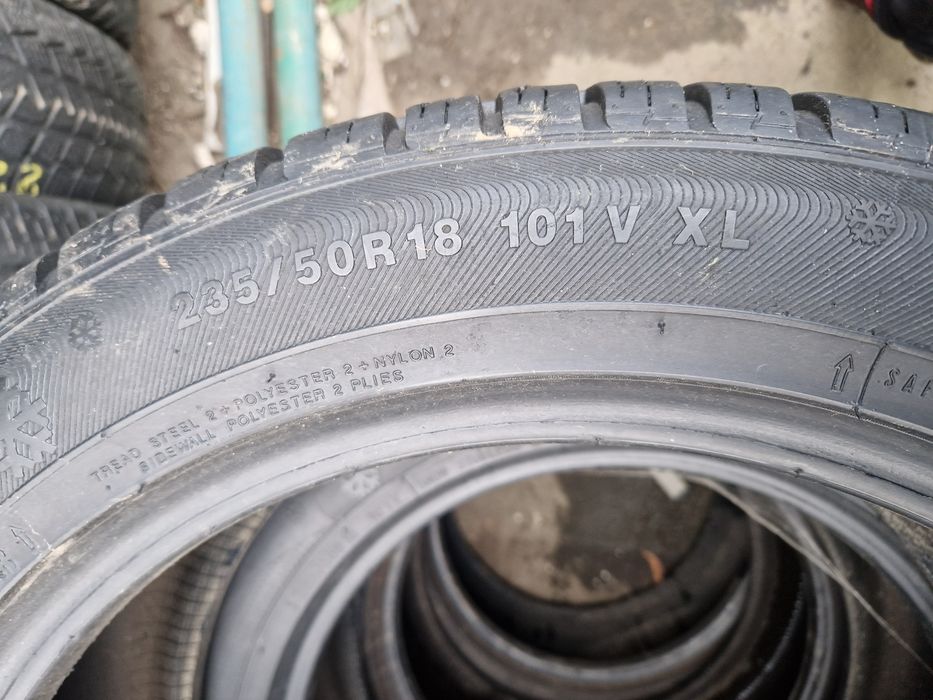 235/50R18 101V XL
TREAD STEEL 2+POLYESTER 2+NYLON 2
SIDEWALL POLYESTER 2 PLIES